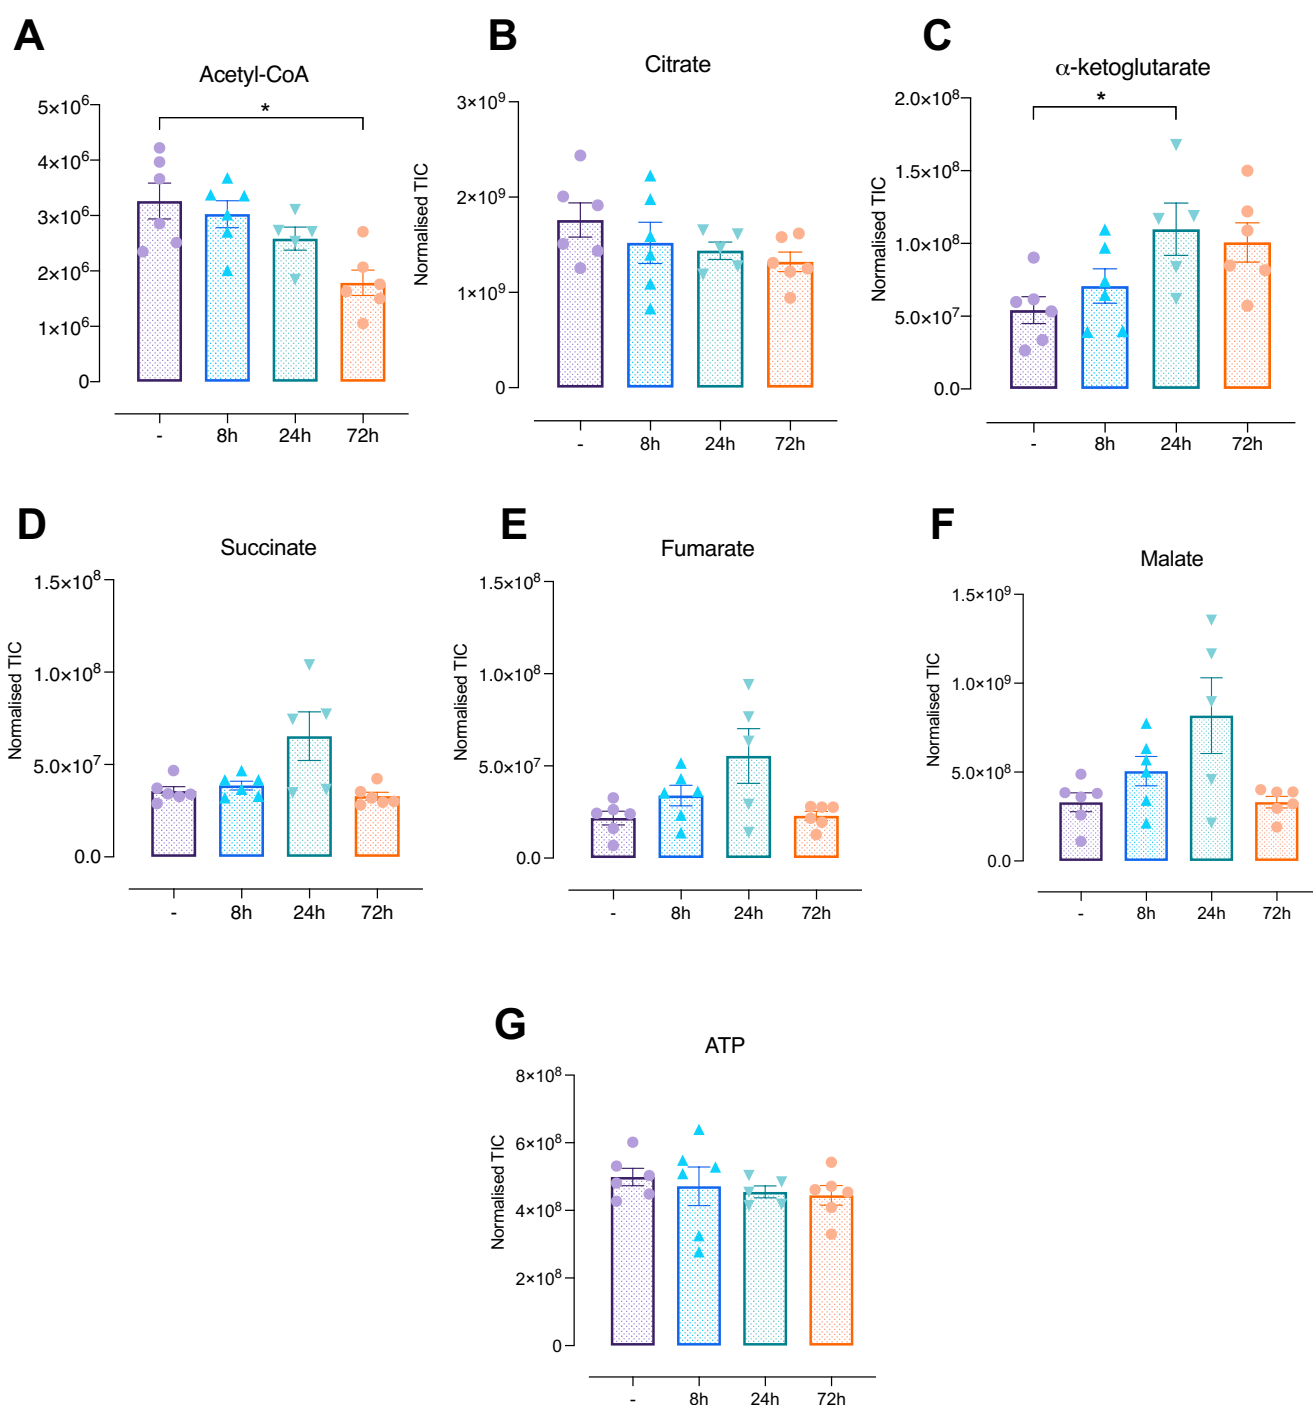 A
Acetyl-CoA
5×10⁶
4×10⁶
3×10⁶
2×10⁶
1×10⁶
0
*
-
8h
24h
72h
B
Citrate
Normalised TIC
3×10⁹
2×10⁹
1×10⁹
0
-
8h
24h
72h
C
α-ketoglutarate
Normalised TIC
2.0×10⁸
1.5×10⁸
1.0×10⁸
5.0×10⁷
0.0
*
-
8h
24h
72h
D
Succinate
Normalised TIC
1.5×10⁸
1.0×10⁸
5.0×10⁷
0.0
-
8h
24h
72h
E
Fumarate
Normalised TIC
1.5×10⁸
1.0×10⁸
5.0×10⁷
0.0
-
8h
24h
72h
F
Malate
Normalised TIC
1.5×10⁹
1.0×10⁹
5.0×10⁸
0.0
-
8h
24h
72h
G
ATP
Normalised TIC
8×10⁸
6×10⁸
4×10⁸
2×10⁸
0
-
8h
24h
72h